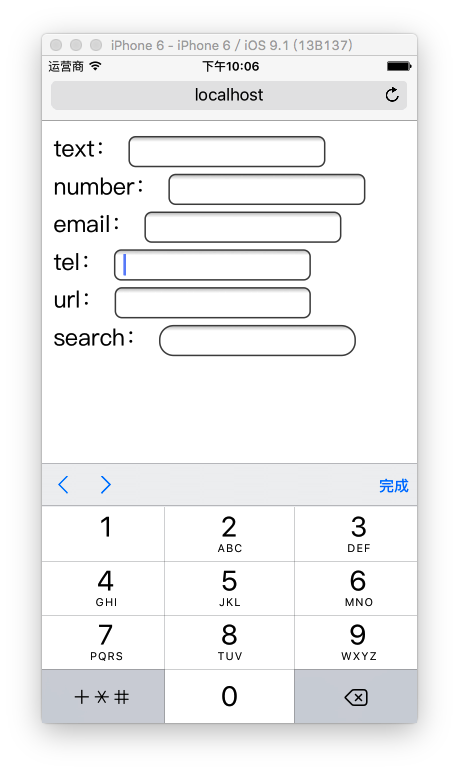 iPhone 6 - iPhone 6 / iOS 9.1 (13B137)
运营商 下午10:06
localhost
text：
number：
email：
tel：
url：
search：
完成
1 2 3
ABC DEF
4 5 6
GHI JKL MNO
7 8 9
PQRS TUV WXYZ
+*# 0